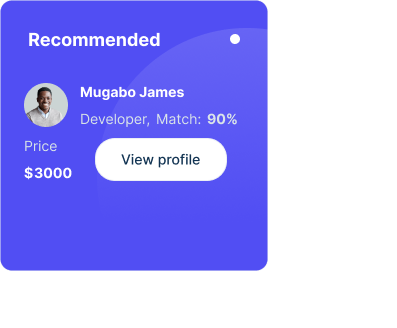 Recommended
Mugabo James
Developer, Match: 90%
Price
View profile
$3000